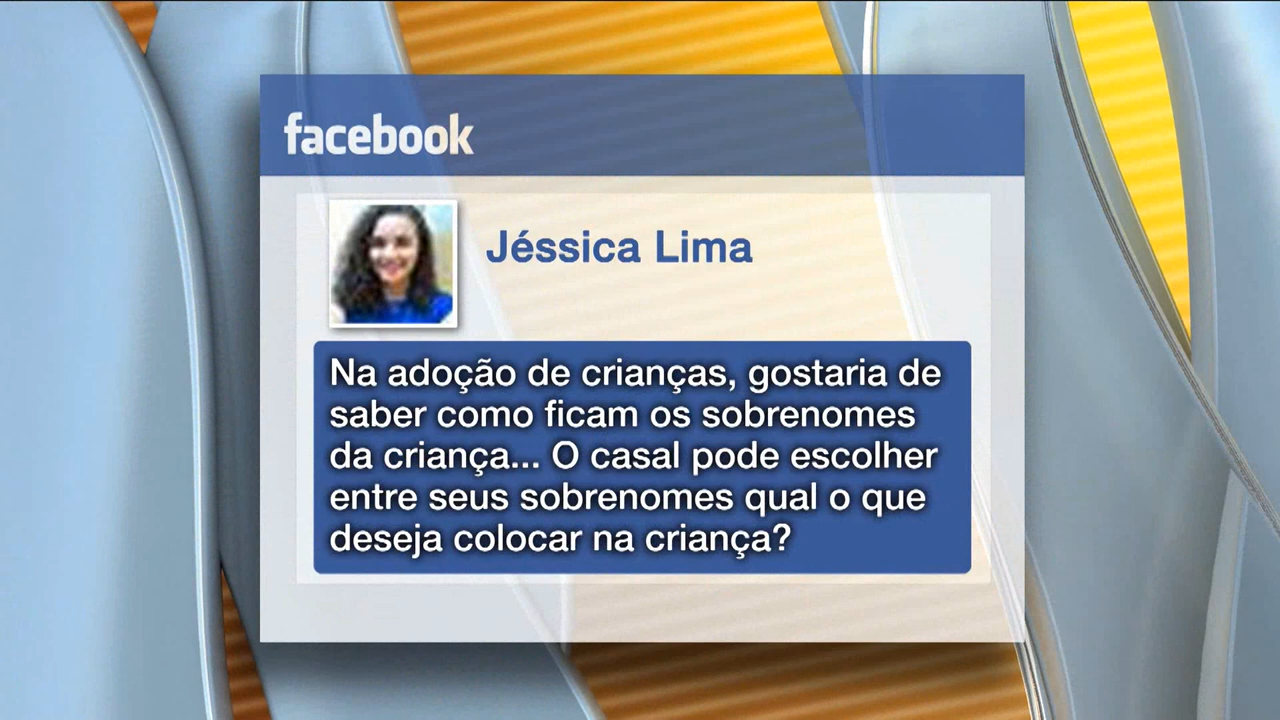 facebook
Jéssica Lima
Na adoção de crianças, gostaria de
saber como ficam os sobrenomes
da criança... O casal pode escolher
entre seus sobrenomes qual o que
deseja colocar na criança?